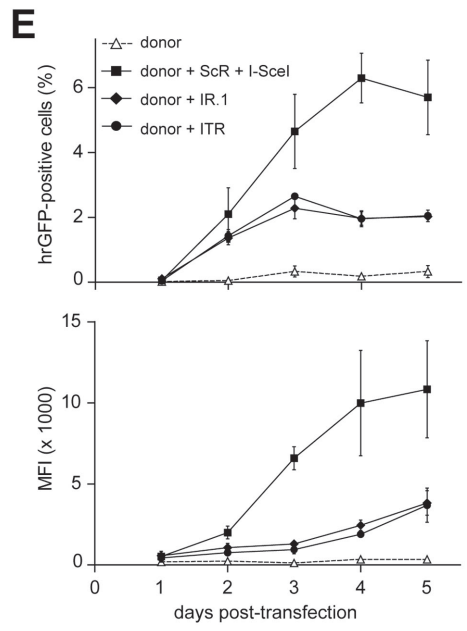 E
donor
donor + ScR + I-SceI
donor + IR.1
donor + ITR
hrGFP-positive cells (%)
6
4
2
0
MFI (x 1000)
15
10
5
0
0 1 2 3 4 5
days post-transfection